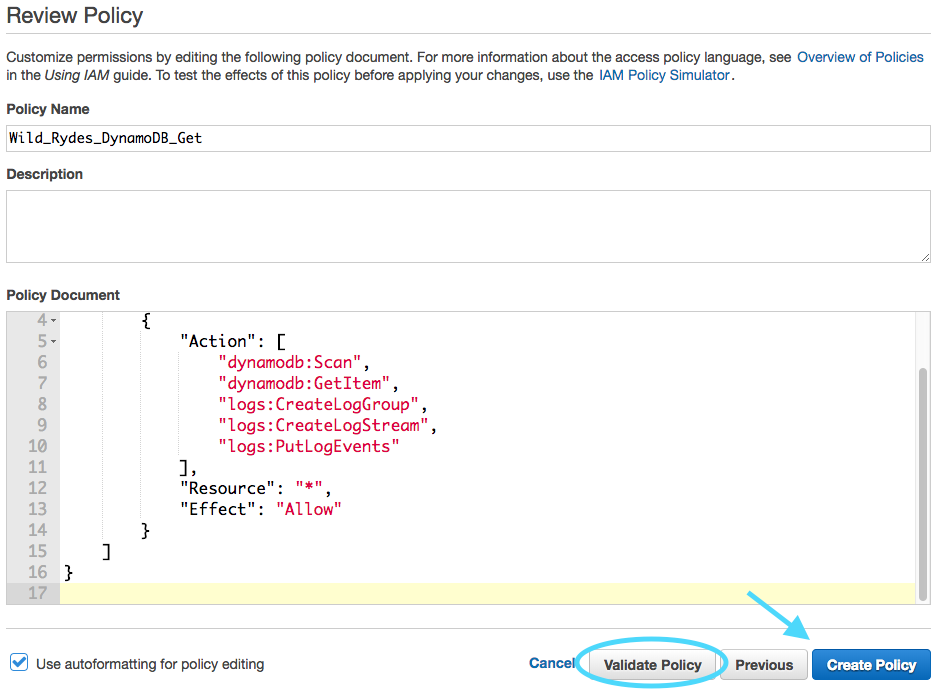 Review Policy
Customize permissions by editing the following policy document. For more information about the access policy language, see Overview of Policies
in the Using IAM guide. To test the effects of this policy before applying your changes, use the IAM Policy Simulator.
Policy Name
Wild_Rydes_DynamoDB_Get
Description
Policy Document
4 {
5 "Action": [
6 "dynamodb:Scan",
7 "dynamodb:GetItem",
8 "logs:CreateLogGroup",
9 "logs:CreateLogStream",
10 "logs:PutLogEvents"
11 ],
12 "Resource": "*",
13 "Effect": "Allow"
14 }
15 ]
16 }
17
Use autoformatting for policy editing Cancel Validate Policy Previous Create Policy